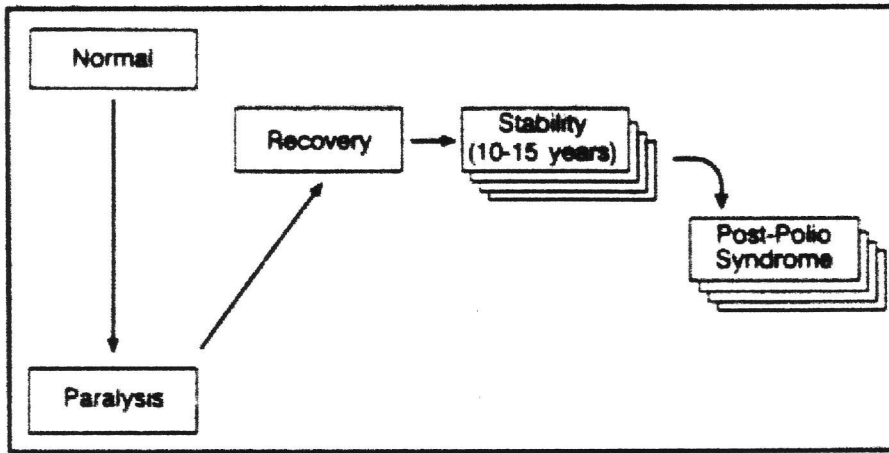 Normal
Recovery
Stability
(10-15 years)
Post-Polio
Syndrome
Paralysis